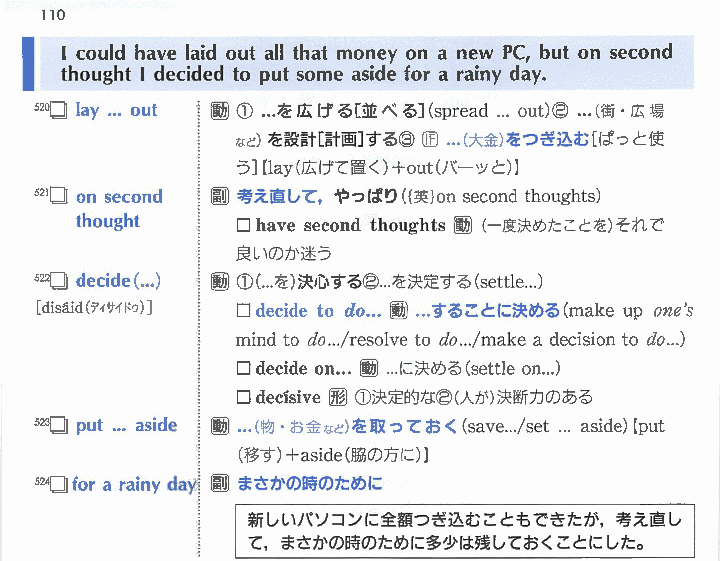 110
I could have laid out all that money on a new PC, but on second
thought I decided to put some aside for a rainy day.
520 lay ... out 動 ① …を広げる[並べる](spread ... out)② …(街・広場
など)を設計[計画]する③ 正 …(大金)をつぎ込む[ぱっと使
う]【lay(広げて置く)+out(バーッと)】
521 on second 副 考え直して，やっぱり({英}on second thoughts)
thought □ have second thoughts 動 (一度決めたことを)それで
良いのか迷う
522 decide(...) 動 ①(…を)決心する②…を決定する(settle...)
[disáid(ディサイドゥ)] □ decide to do... 動 …することに決める(make up one's
mind to do.../resolve to do.../make a decision to do...)
□ decide on... 動 …に決める(settle on...)
□ decísive 形 ①決定的な②(人が)決断力のある
523 put ... aside 動 …(物・お金など)を取っておく(save.../set ... aside)【put
(移す)+aside(脇の方に)】
524 for a rainy day 副 まさかの時のために
新しいパソコンに全額つぎ込むこともできたが，考え直し
て，まさかの時のために多少は残しておくことにした。